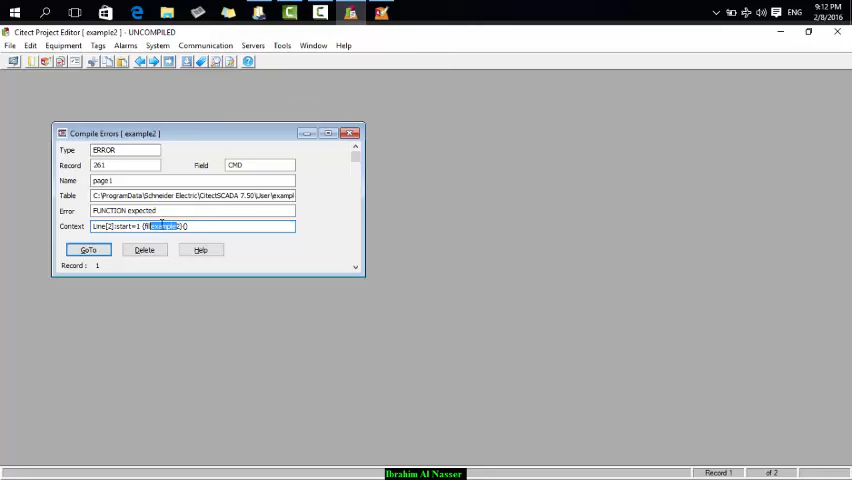 9:12 PM
ENG
2/8/2016
Citect Project Editor [ example2 ] - UNCOMPILED
File Edit Equipment Tags Alarms System Communication Servers Tools Window Help
Compile Errors [ example2 ]
Type ERROR
Record 261 Field CMD
Name page1
Table C:\ProgramData\Schneider Electric\CitectSCADA 7.50\User\exampl
Error FUNCTION expected
Context Line[2]:start=1
GoTo Delete Help
Record : 1
Ibrahim Al Nasser
Record 1 of 2